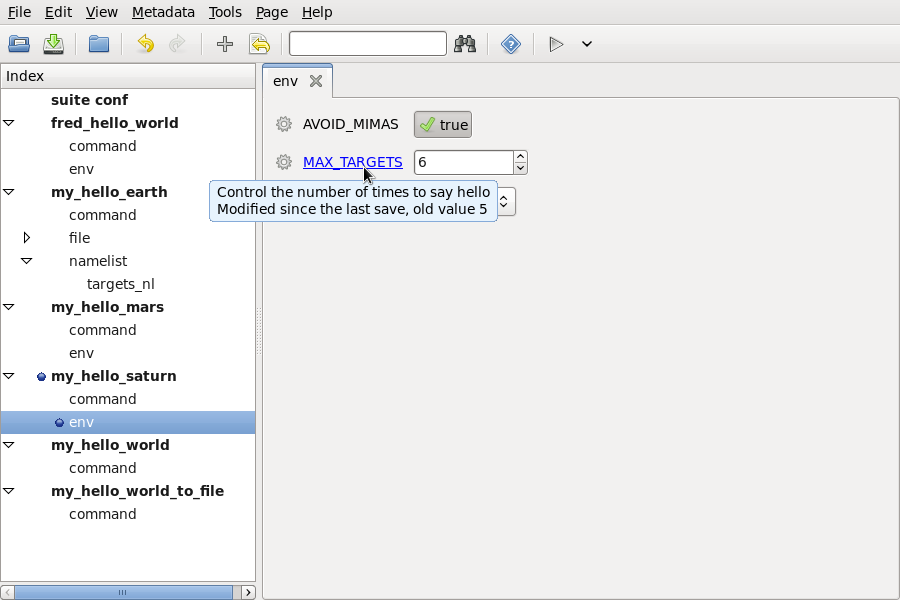 File Edit View Metadata Tools Page Help
Index
suite conf
fred_hello_world
command
env
my_hello_earth
command
file
namelist
targets_nl
my_hello_mars
command
env
my_hello_saturn
command
env
my_hello_world
command
my_hello_world_to_file
command
env
AVOID_MIMAS true
MAX_TARGETS 6
Control the number of times to say hello
Modified since the last save, old value 5